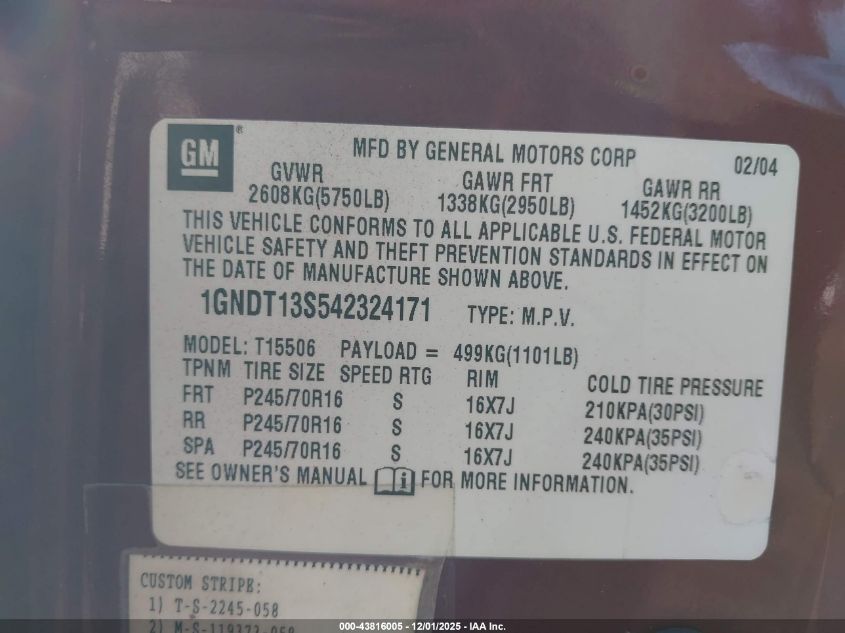 GM ®
MFD BY GENERAL MOTORS CORP 02/04
GVWR GAWR FRT GAWR RR
2608KG(5750LB) 1338KG(2950LB) 1452KG(3200LB)
THIS VEHICLE CONFORMS TO ALL APPLICABLE U.S. FEDERAL MOTOR
VEHICLE SAFETY AND THEFT PREVENTION STANDARDS IN EFFECT ON
THE DATE OF MANUFACTURE SHOWN ABOVE.
1GNDT13S542324171 TYPE: M.P.V.
MODEL: T15506 PAYLOAD = 499KG(1101LB)
TPNM TIRE SIZE SPEED RTG RIM COLD TIRE PRESSURE
FRT P245/70R16 S 16X7J 210KPA(30PSI)
RR P245/70R16 S 16X7J 240KPA(35PSI)
SPA P245/70R16 S 16X7J 240KPA(35PSI)
SEE OWNER'S MANUAL FOR MORE INFORMATION.
CUSTOM STRIPE:
1) T-S-2245-058
2) M-S-119372-058
000-43816005 - 12/01/2025 - IAA Inc.